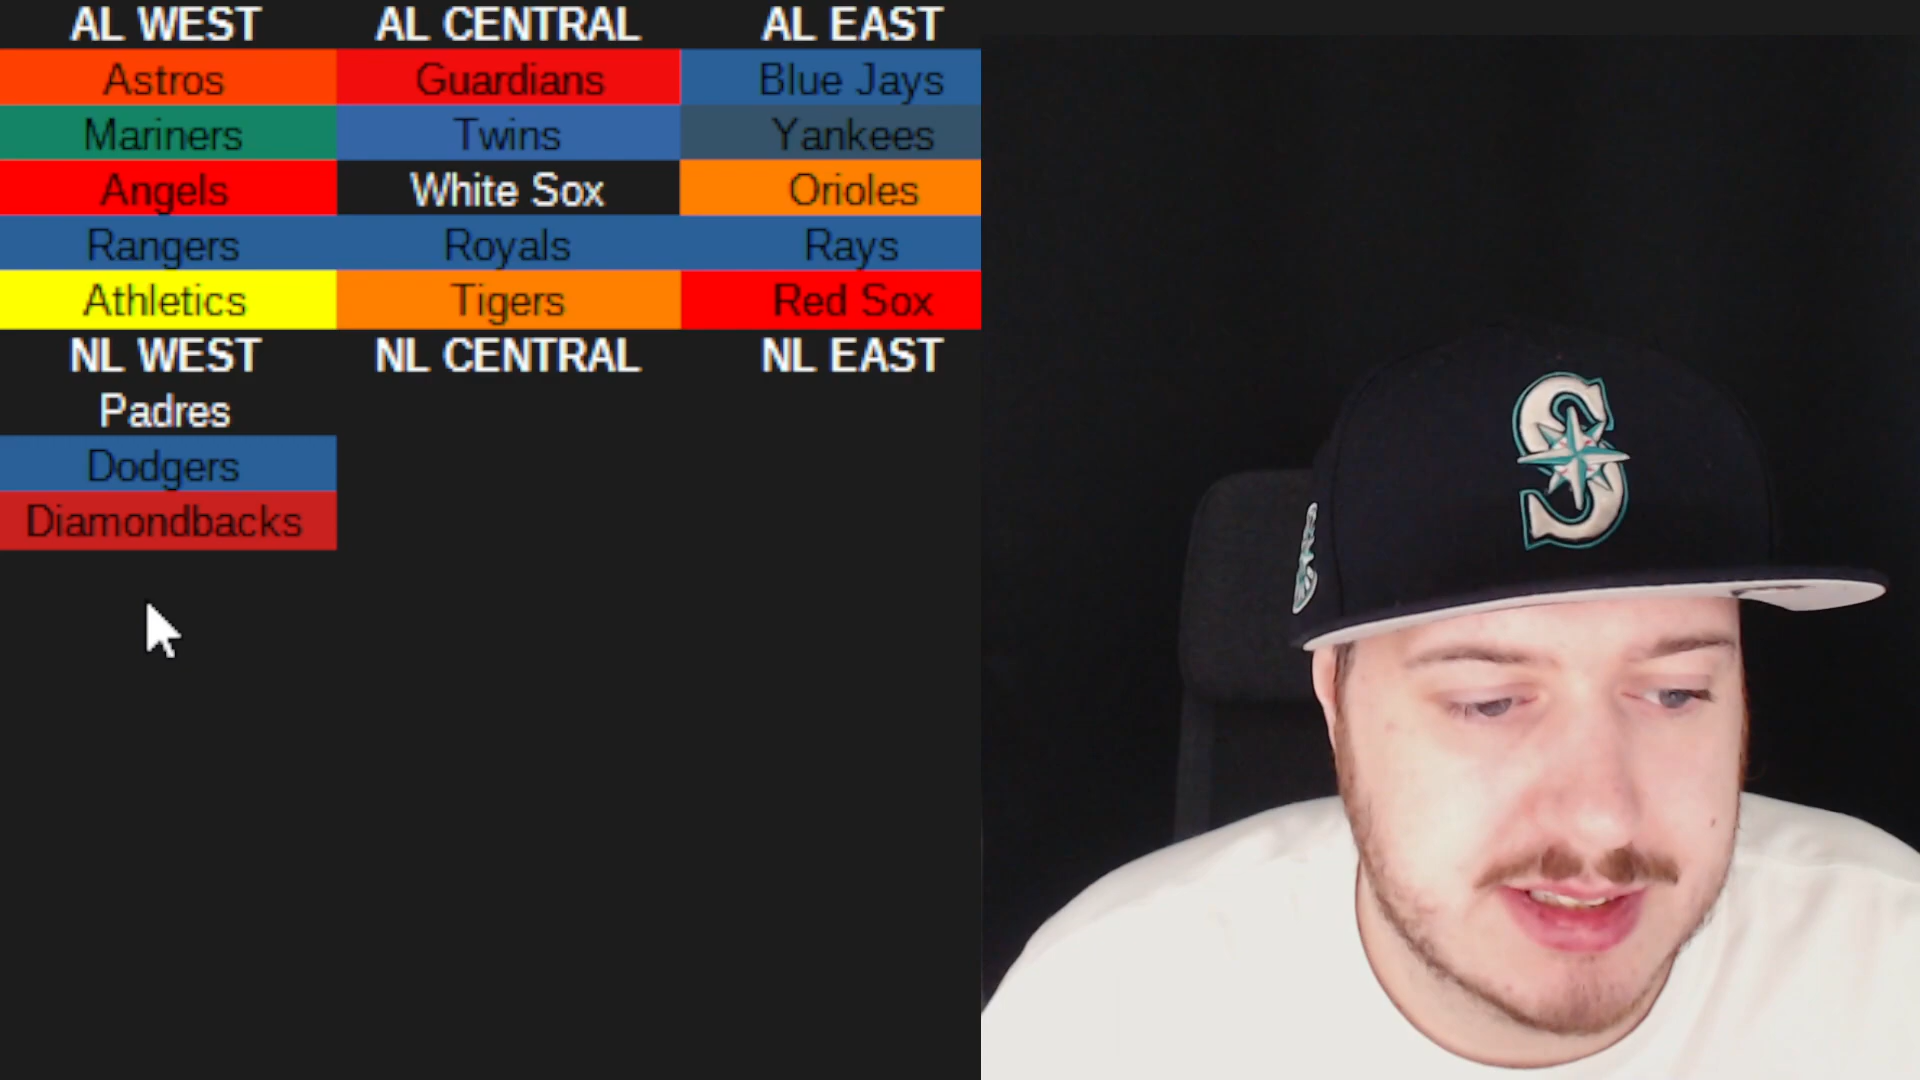 AL WEST AL CENTRAL AL EAST
Astros Guardians Blue Jays
Mariners Twins Yankees
Angels White Sox Orioles
Rangers Royals Rays
Athletics Tigers Red Sox
NL WEST NL CENTRAL NL EAST
Padres
Dodgers
Diamondbacks
S